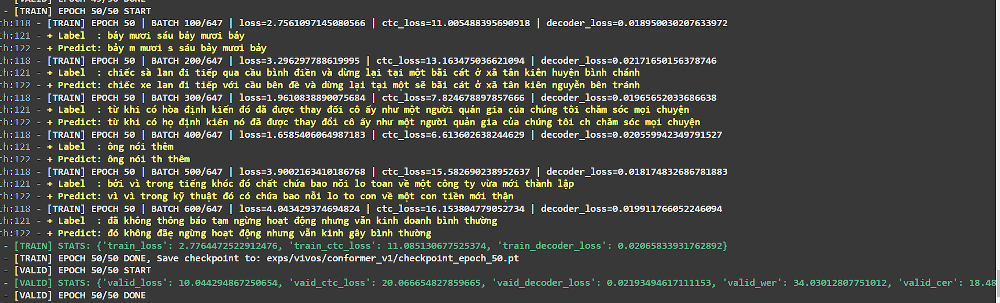 [VALID] EPOCH 49/50 DONE
- [TRAIN] EPOCH 50/50 START
ch:118 - [TRAIN] EPOCH 50 | BATCH 100/647 | loss=2.7561097145080566 | ctc_loss=11.005488395690918 | decoder_loss=0.018950030207633972
ch:121 - + Label  : bảy mươi sáu bảy mươi bảy
ch:122 - + Predict: bảy m mươi s sáu bảy mươi bảy
ch:118 - [TRAIN] EPOCH 50 | BATCH 200/647 | loss=3.296297788619995 | ctc_loss=13.163475036621094 | decoder_loss=0.02171650156378746
ch:121 - + Label  : chiếc sà lan đi tiếp qua cầu bình điền và dừng lại tại một bãi cát ở xã tân kiên huyện bình chánh
ch:122 - + Predict: chiếc xe lan đi tiếp với cầu bên đề và dừng lại tại một sẽ bãi cát ở xã tân kiên nguyễn bên tránh
ch:118 - [TRAIN] EPOCH 50 | BATCH 300/647 | loss=1.9610838890075684 | ctc_loss=7.824678897857666 | decoder_loss=0.01965652033686638
ch:121 - + Label  : từ khi có hòa định kiến đó đã được thay đổi cô ấy như một người quản gia của chúng tôi chăm sóc mọi chuyện
ch:122 - + Predict: từ khi có họ định kiến nó đã được thay đổi cô ấy như một người quản gia của chúng tôi ch chăm sóc mọi chuyện
ch:118 - [TRAIN] EPOCH 50 | BATCH 400/647 | loss=1.6585406064987183 | ctc_loss=6.613602638244629 | decoder_loss=0.020559942349791527
ch:121 - + Label  : ông nói thêm
ch:122 - + Predict: ông nói th thêm
ch:118 - [TRAIN] EPOCH 50 | BATCH 500/647 | loss=3.9002163410186768 | ctc_loss=15.582690238952637 | decoder_loss=0.018174832686781883
ch:121 - + Label  : bởi vì trong tiếng khóc đó chất chứa bao nỗi lo toan về một công ty vừa mới thành lập
ch:122 - + Predict: vì vì trong kỹ thuật đó có chứa bao nỗi lo to con về một con tiền mới thận
ch:118 - [TRAIN] EPOCH 50 | BATCH 600/647 | loss=4.043429374694824 | ctc_loss=16.153804779052734 | decoder_loss=0.019911766052246094
ch:121 - + Label  : đã không thông báo tạm ngừng hoạt động nhưng vẫn kinh doanh bình thường
ch:122 - + Predict: đó không đãẹ ngừng hoạt động nhưng vẫn kinh gây bình thường
- [TRAIN] STATS: {'train_loss': 2.7764472522912476, 'train_ctc_loss': 11.085130677525374, 'train_decoder_loss': 0.02065833931762892}
- [TRAIN] EPOCH 50/50 DONE, Save checkpoint to: exps/vivos/conformer_v1/checkpoint_epoch_50.pt
- [VALID] EPOCH 50/50 START
- [VALID] STATS: {'valid_loss': 10.044294867250654, 'vaid_ctc_loss': 20.066654827859665, 'vaid_decoder_loss': 0.02193494617111153, 'valid_wer': 34.03012807751012, 'valid_cer': 18.48
- [VALID] EPOCH 50/50 DONE